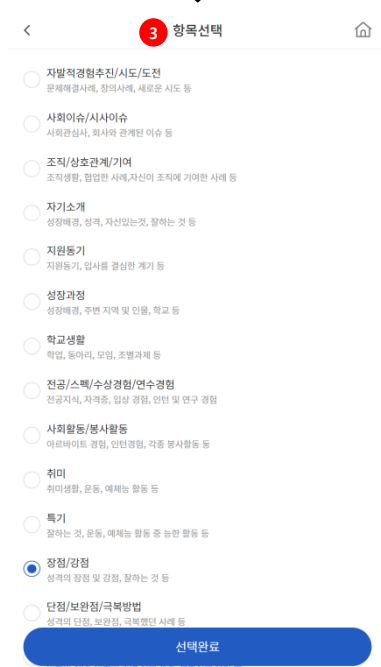 3 항목선택
자발적경험추진/시도/도전
문제해결사례, 창의사례, 새로운 시도 등
사회이슈/시사이슈
사회관심사, 회사와 관계된 이슈 등
조직/상호관계/기여
조직생활, 협업한 사례,자신이 조직에 기여한 사례 등
자기소개
성장배경, 성격, 자신있는것, 잘하는 것 등
지원동기
지원동기, 입사를 결심한 계기 등
성장과정
성장배경, 주변 지역 및 인물, 학교 등
학교생활
학업, 동아리, 모임, 조별과제 등
전공/스펙/수상경험/연수경험
전공지식, 자격증, 입상 경험, 인턴 및 연구 경험
사회활동/봉사활동
아르바이트 경험, 인턴경험, 각종 봉사활동 등
취미
취미생활, 운동, 예체능 활동 등
특기
잘하는 것, 운동, 예체능 활동 중 능한 활동 등
장점/강점
성격의 장점 및 강점, 잘하는 것 등
단점/보완점/극복방법
성격의 단점, 보완점, 극복했던 사례 등
선택완료